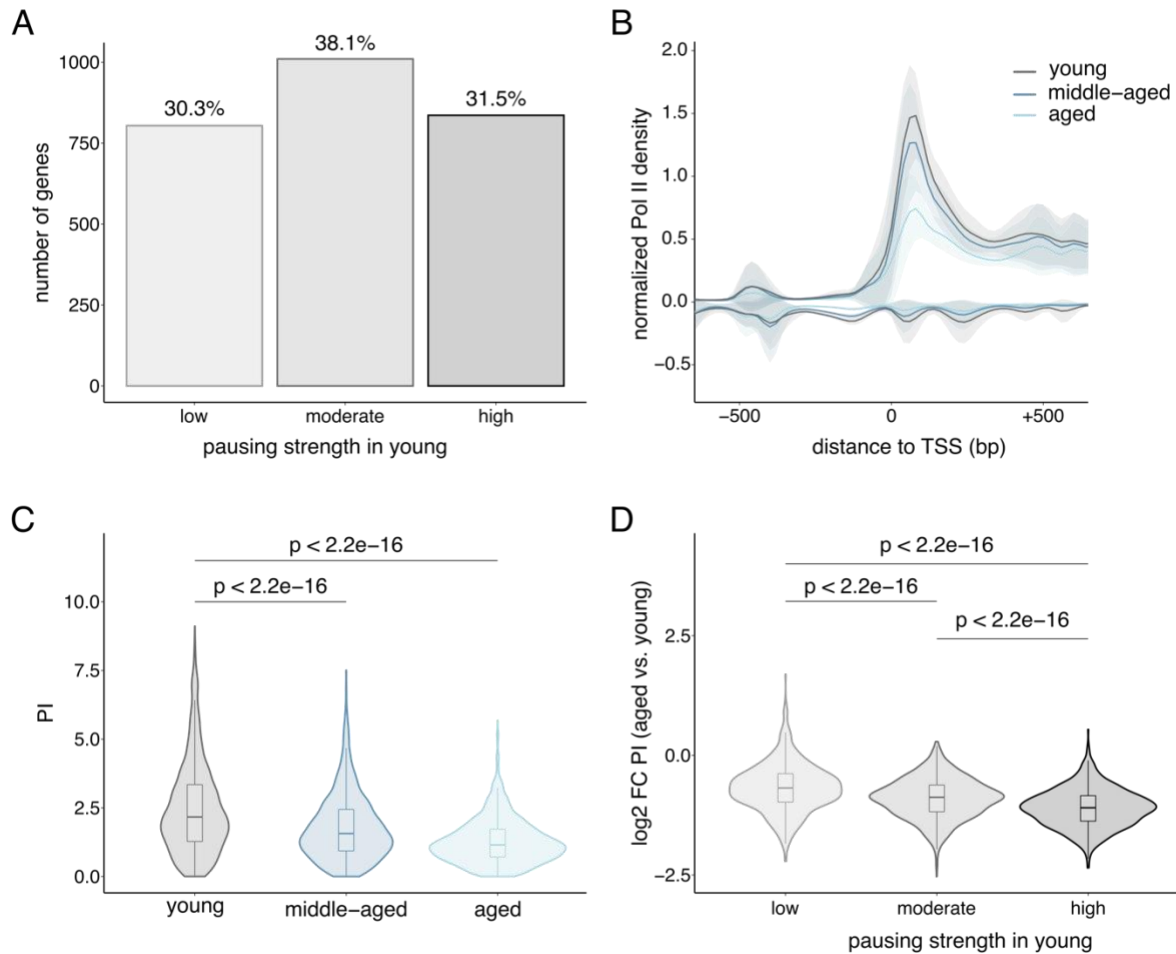 A
number of genes
1000
750
500
250
0
30.3%
38.1%
31.5%
low moderate high
pausing strength in young
B
normalized Pol II density
2.0
1.5
1.0
0.5
0.0
−0.5
young
middle−aged
aged
−500 0 +500
distance to TSS (bp)
C
PI
10.0
7.5
5.0
2.5
0.0
p < 2.2e−16
p < 2.2e−16
young middle−aged aged
D
log2 FC PI (aged vs. young)
2.5
0.0
−2.5
p < 2.2e−16
p < 2.2e−16
p < 2.2e−16
low moderate high
pausing strength in young